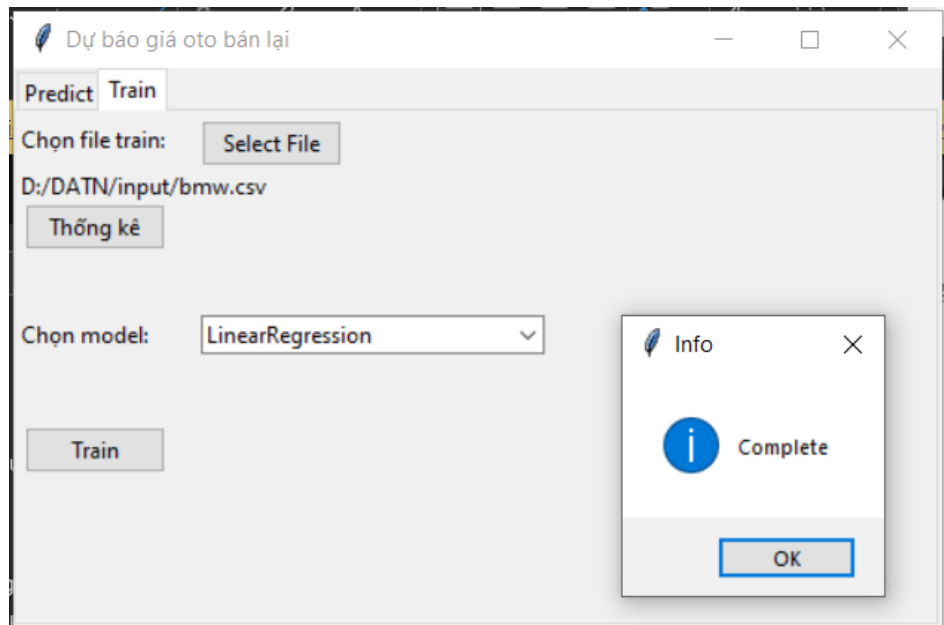 Dự báo giá oto bán lại
Predict Train
Chọn file train: Select File
D:/DATN/input/bmw.csv
Thống kê
Chọn model: LinearRegression
Train
Info
Complete
OK